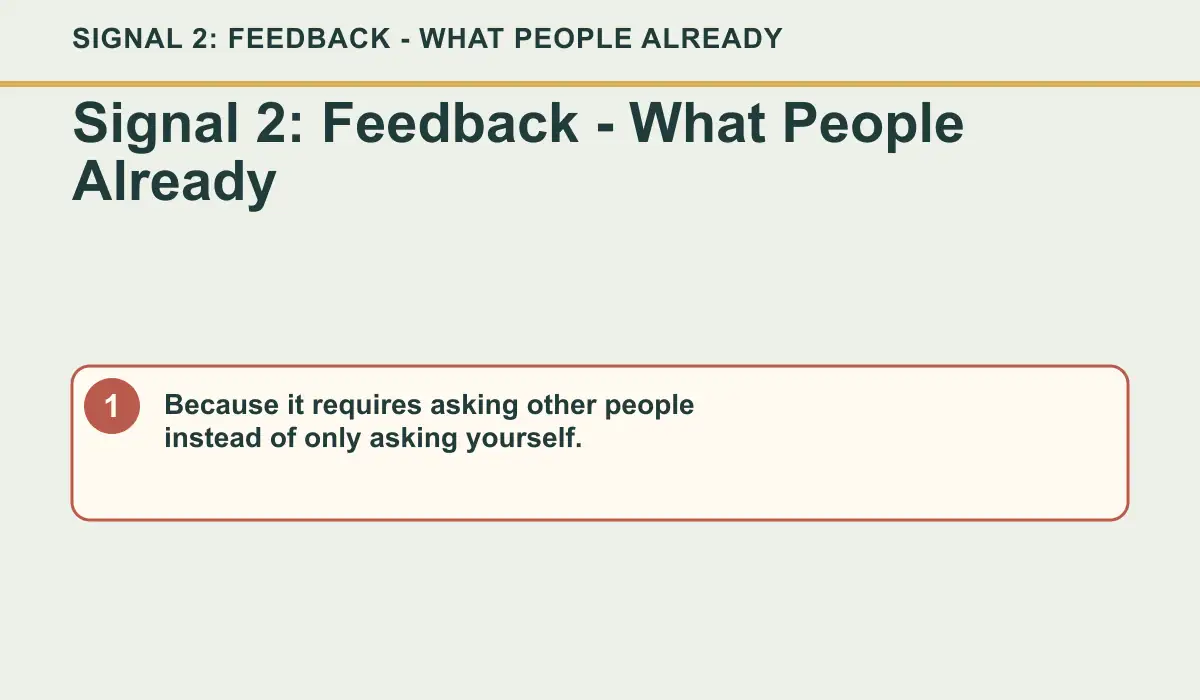 SIGNAL 2: FEEDBACK - WHAT PEOPLE ALREADY
Signal 2: Feedback - What People
Already
1
Because it requires asking other people
instead of only asking yourself.